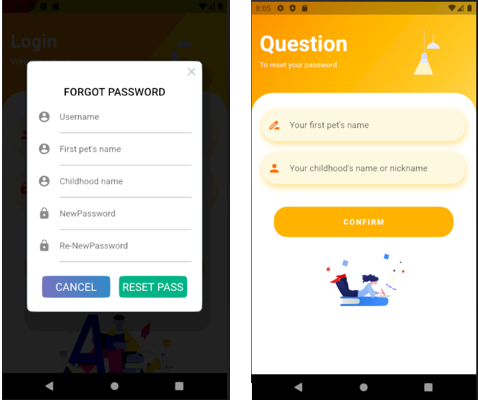 Login
FORGOT PASSWORD
Username
First pet's name
Childhood name
NewPassword
Re-NewPassword
CANCEL
RESET PASS
8:05
Question
To reset your password
Your first pet's name
Your childhood's name or nickname
CONFIRM